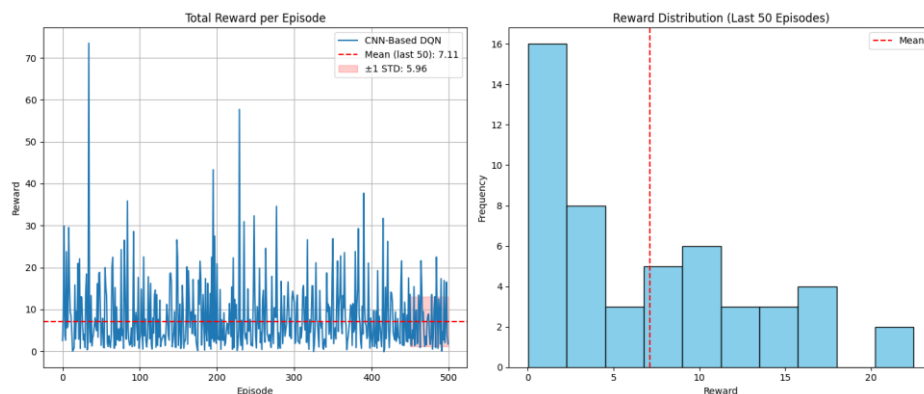 Total Reward per Episode
CNN-Based DQN
Mean (last 50): 7.11
±1 STD: 5.96
Reward
70
60
50
40
30
20
10
0
0 100 200 300 400 500
Episode
Reward Distribution (Last 50 Episodes)
Mean
Frequency
16
14
12
10
8
6
4
2
0
0 5 10 15 20
Reward